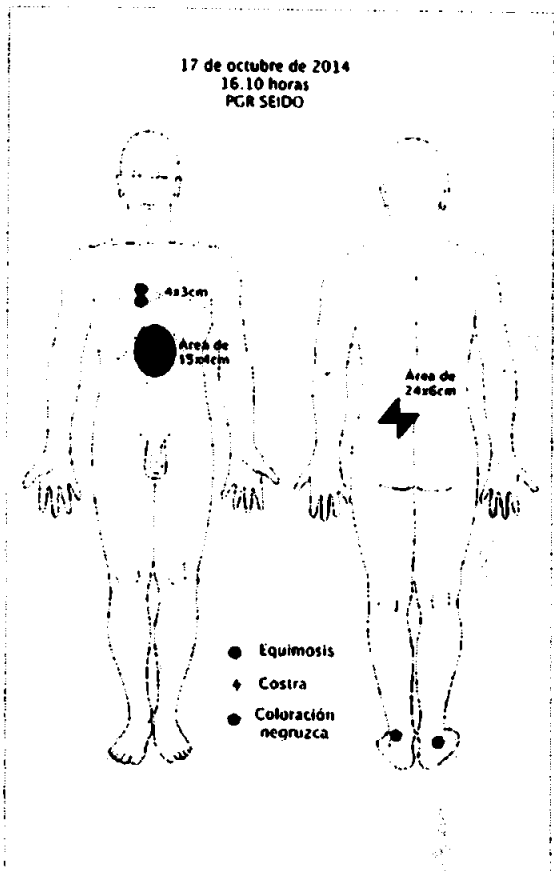 17 de octubre de 2014
16.10 horas
PGR SEIDO
4x3cm
Área de
15x4cm
Área de
24x6cm
Equimosis
Costra
Coloración
negruzca